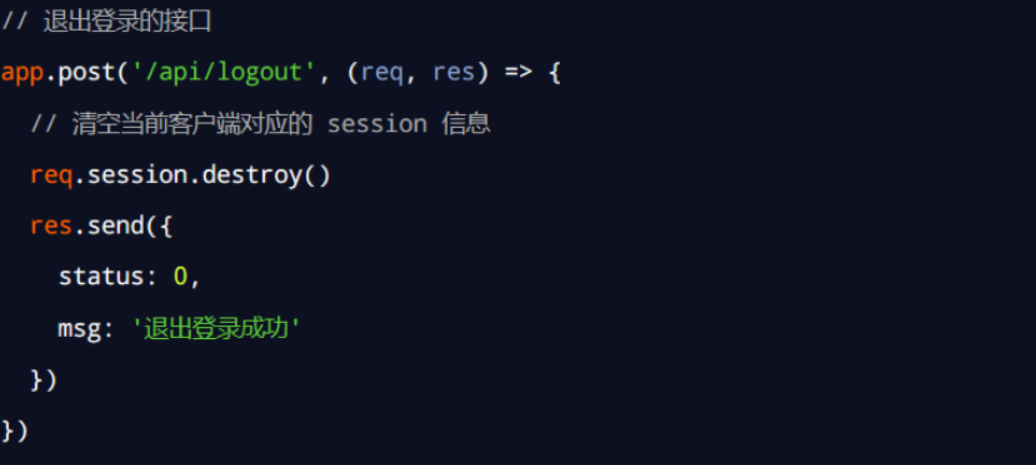 // 退出登录的接口
app.post('/api/logout', (req, res) => {
  // 清空当前客户端对应的 session 信息
  req.session.destroy()
  res.send({
    status: 0,
    msg: '退出登录成功'
  })
})